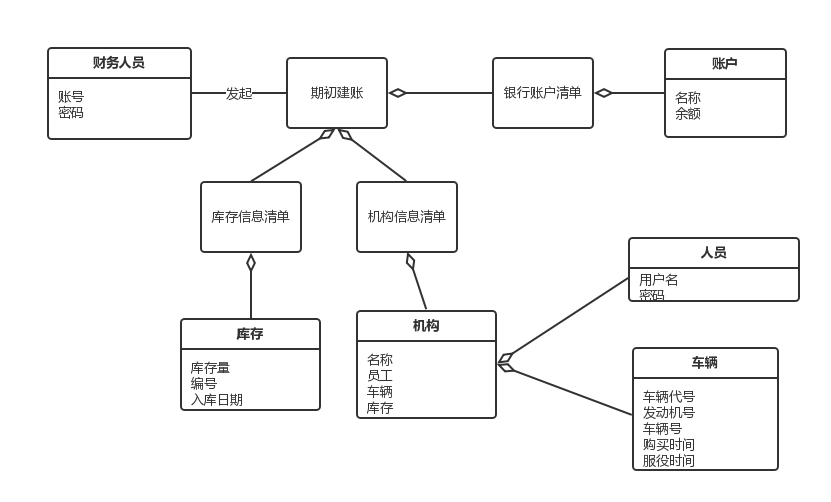 财务人员
账号
密码
发起
期初建账
银行账户清单
账户
名称
余额
库存信息清单
机构信息清单
库存
库存量
编号
入库日期
机构
名称
员工
车辆
库存
人员
用户名
密码
车辆
车辆代号
发动机号
车辆号
购买时间
服役时间